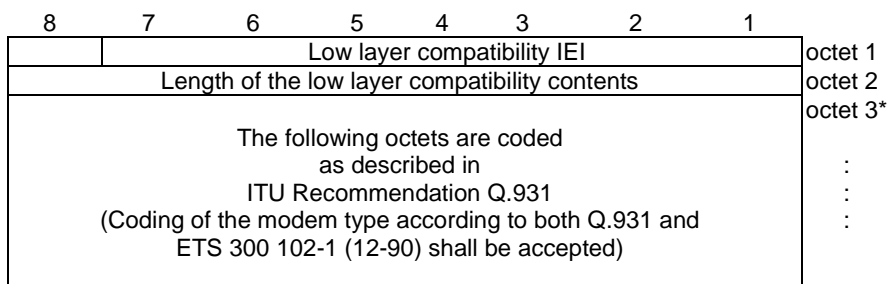 8 7 6 5 4 3 2 1
Low layer compatibility IEI octet 1
Length of the low layer compatibility contents octet 2
octet 3*
The following octets are coded
as described in :
ITU Recommendation Q.931 :
(Coding of the modem type according to both Q.931 and :
ETS 300 102-1 (12-90) shall be accepted)